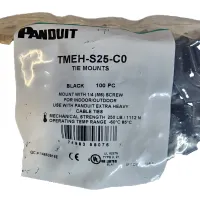 PANDUIT
TMEH-S25-C0
TIE MOUNTS
BLACK 100 PC
MOUNT WITH 1/4 (M6) SCREW
FOR INDOOR/OUTDOOR
USE WITH PANDUIT EXTRA HEAVY
CABLE TIES
MECHANICAL STRENGTH 250 LB / 1112 N
OPERATING TEMP RANGE -60°C 85°C